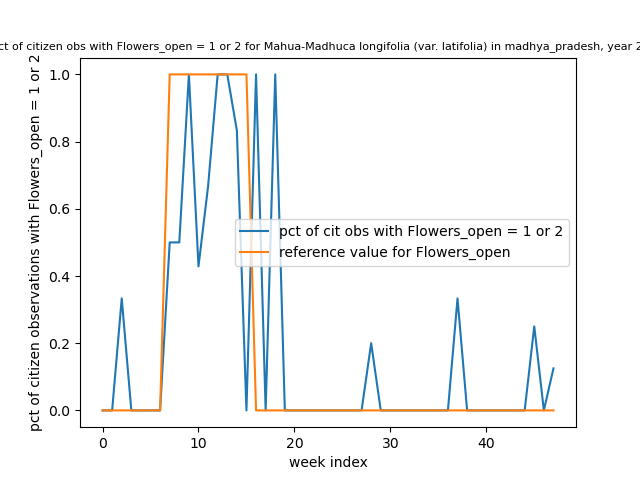 ct of citizen obs with Flowers_open = 1 or 2 for Mahua-Madhuca longifolia (var. latifolia) in madhya_pradesh, year 2
pct of citizen observations with Flowers_open = 1 or 2
1.0
0.8
0.6
0.4
0.2
0.0
pct of cit obs with Flowers_open = 1 or 2
reference value for Flowers_open
0 10 20 30 40
week index